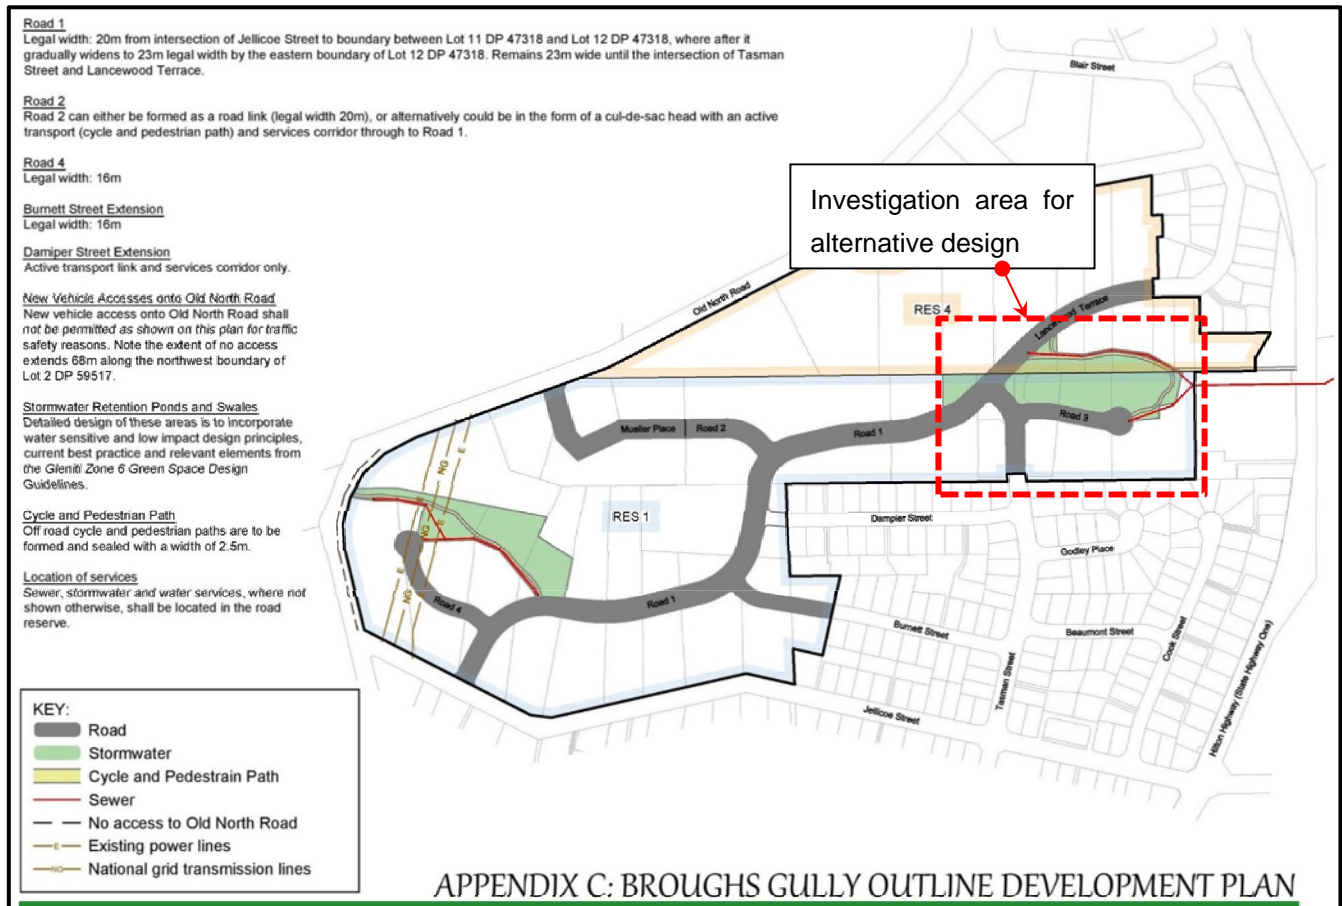 Road 1
Legal width: 20m from intersection of Jellicoe Street to boundary between Lot 11 DP 47318 and Lot 12 DP 47318, where after it
gradually widens to 23m legal width by the eastern boundary of Lot 12 DP 47318. Remains 23m wide until the intersection of Tasman
Street and Lancewood Terrace.
Road 2
Road 2 can either be formed as a road link (legal width 20m), or alternatively could be in the form of a cul-de-sac head with an active
transport (cycle and pedestrian path) and services corridor through to Road 1.
Road 4
Legal width: 16m
Burnett Street Extension
Legal width: 16m
Damiper Street Extension
Active transport link and services corridor only.
New Vehicle Accesses onto Old North Road
New vehicle access onto Old North Road shall
not be permitted as shown on this plan for traffic
safety reasons. Note the extent of no access
extends 68m along the northwest boundary of
Lot 2 DP 59517.
Stormwater Retention Ponds and Swales
Detailed design of these areas is to incorporate
water sensitive and low impact design principles,
current best practice and relevant elements from
the Gleniti Zone 6 Green Space Design
Guidelines.
Cycle and Pedestrian Path
Off road cycle and pedestrian paths are to be
formed and sealed with a width of 2.5m.
Location of services
Sewer, stormwater and water services, where not
shown otherwise, shall be located in the road
reserve.
Blair Street
Investigation area for
alternative design
Old North Road
RES 4
Lancewood Terrace
Mueller Place
Road 2
Road 1
Road 3
RES 1
Dampier Street
Godley Place
E
NG
E
E
NG
E
E
NG
E
Road 4
Road 1
Burnett Street
Beaumont Street
Cook Street
Tasman Street
Jellicoe Street
Hilton Highway (State Highway One)
KEY:
Road
Stormwater
Cycle and Pedestrain Path
Sewer
No access to Old North Road
E
Existing power lines
NG
National grid transmission lines
APPENDIX C: BROUGHS GULLY OUTLINE DEVELOPMENT PLAN